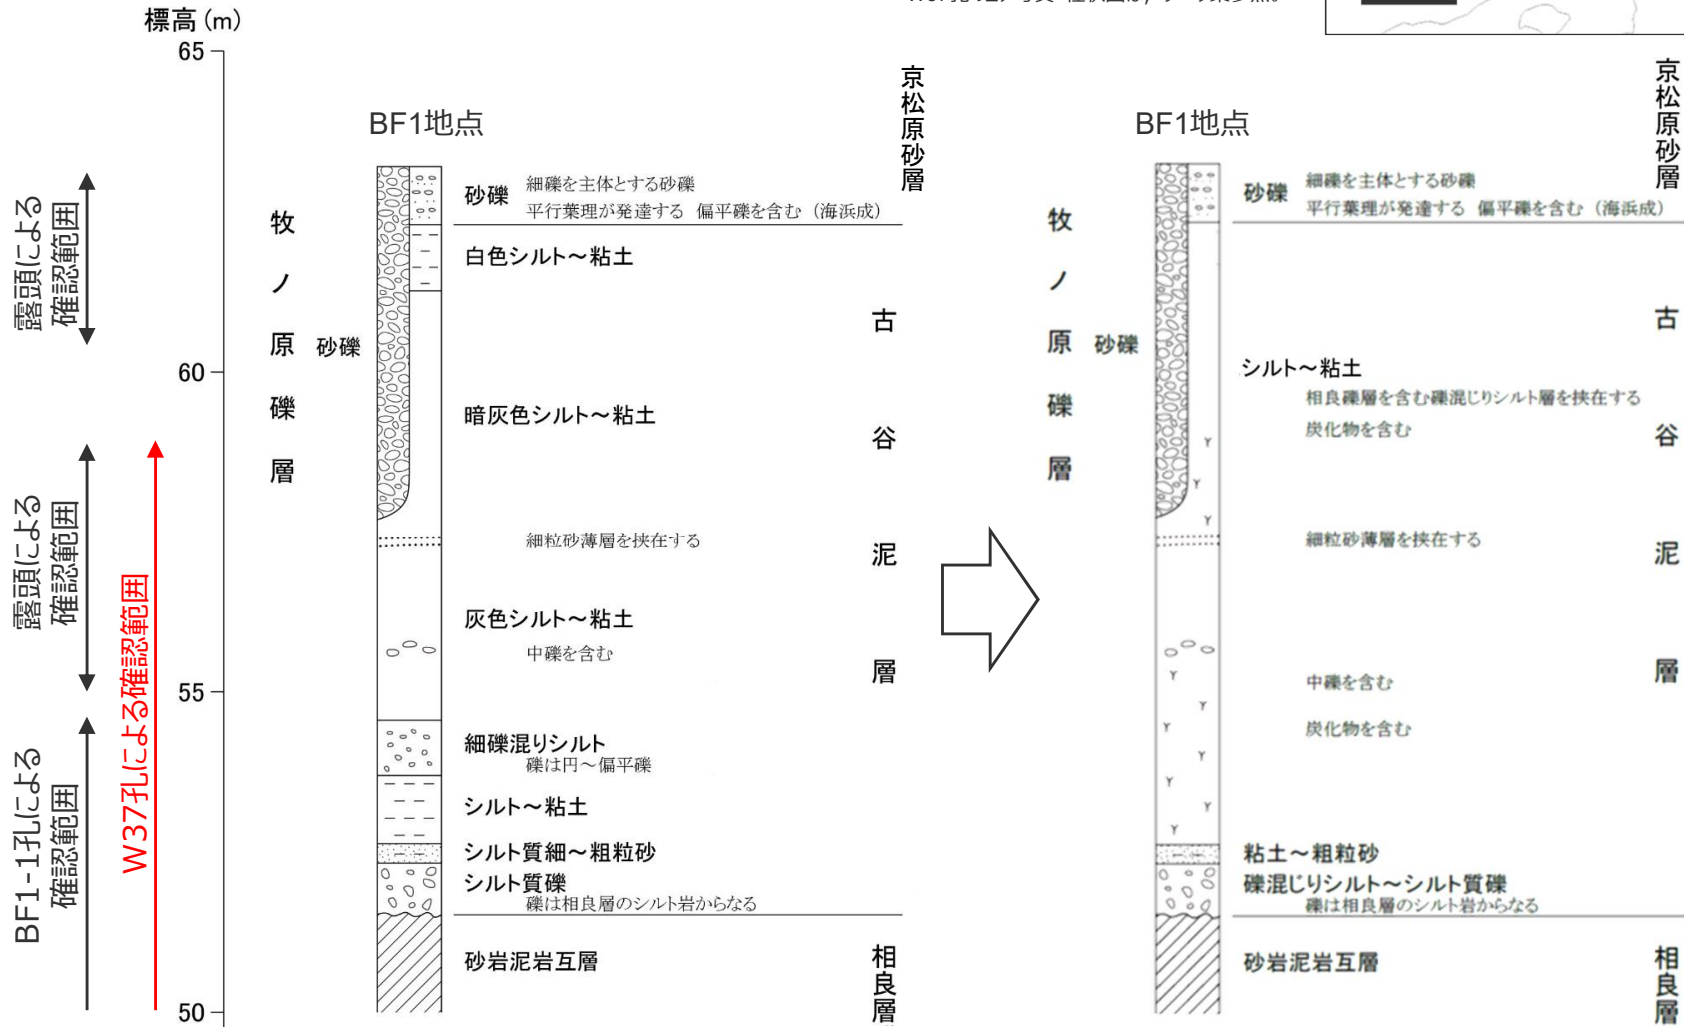 標高(m)
65
60
55
50
露頭による
確認範囲
露頭による
確認範囲
BF1-1孔による
確認範囲
W37孔による確認範囲
BF1地点
牧ノ原礫層
砂礫
砂礫
細礫を主体とする砂礫
平行葉理が発達する 偏平礫を含む(海浜成)
白色シルト～粘土
暗灰色シルト～粘土
細粒砂薄層を挟在する
灰色シルト～粘土
中礫を含む
細礫混りシルト
礫は円～偏平礫
シルト～粘土
シルト質細～粗粒砂
シルト質礫
礫は相良層のシルト岩からなる
砂岩泥岩互層
京松原砂層
古谷泥層
相良層
BF1地点
牧ノ原礫層
砂礫
砂礫
細礫を主体とする砂礫
平行葉理が発達する 偏平礫を含む(海浜成)
シルト～粘土
相良礫層を含む礫混じりシルト層を挟在する
炭化物を含む
細粒砂薄層を挟在する
中礫を含む
炭化物を含む
粘土～粗粒砂
礫混じりシルト～シルト質礫
礫は相良層のシルト岩からなる
砂岩泥岩互層
京松原砂層
古谷泥層
相良層